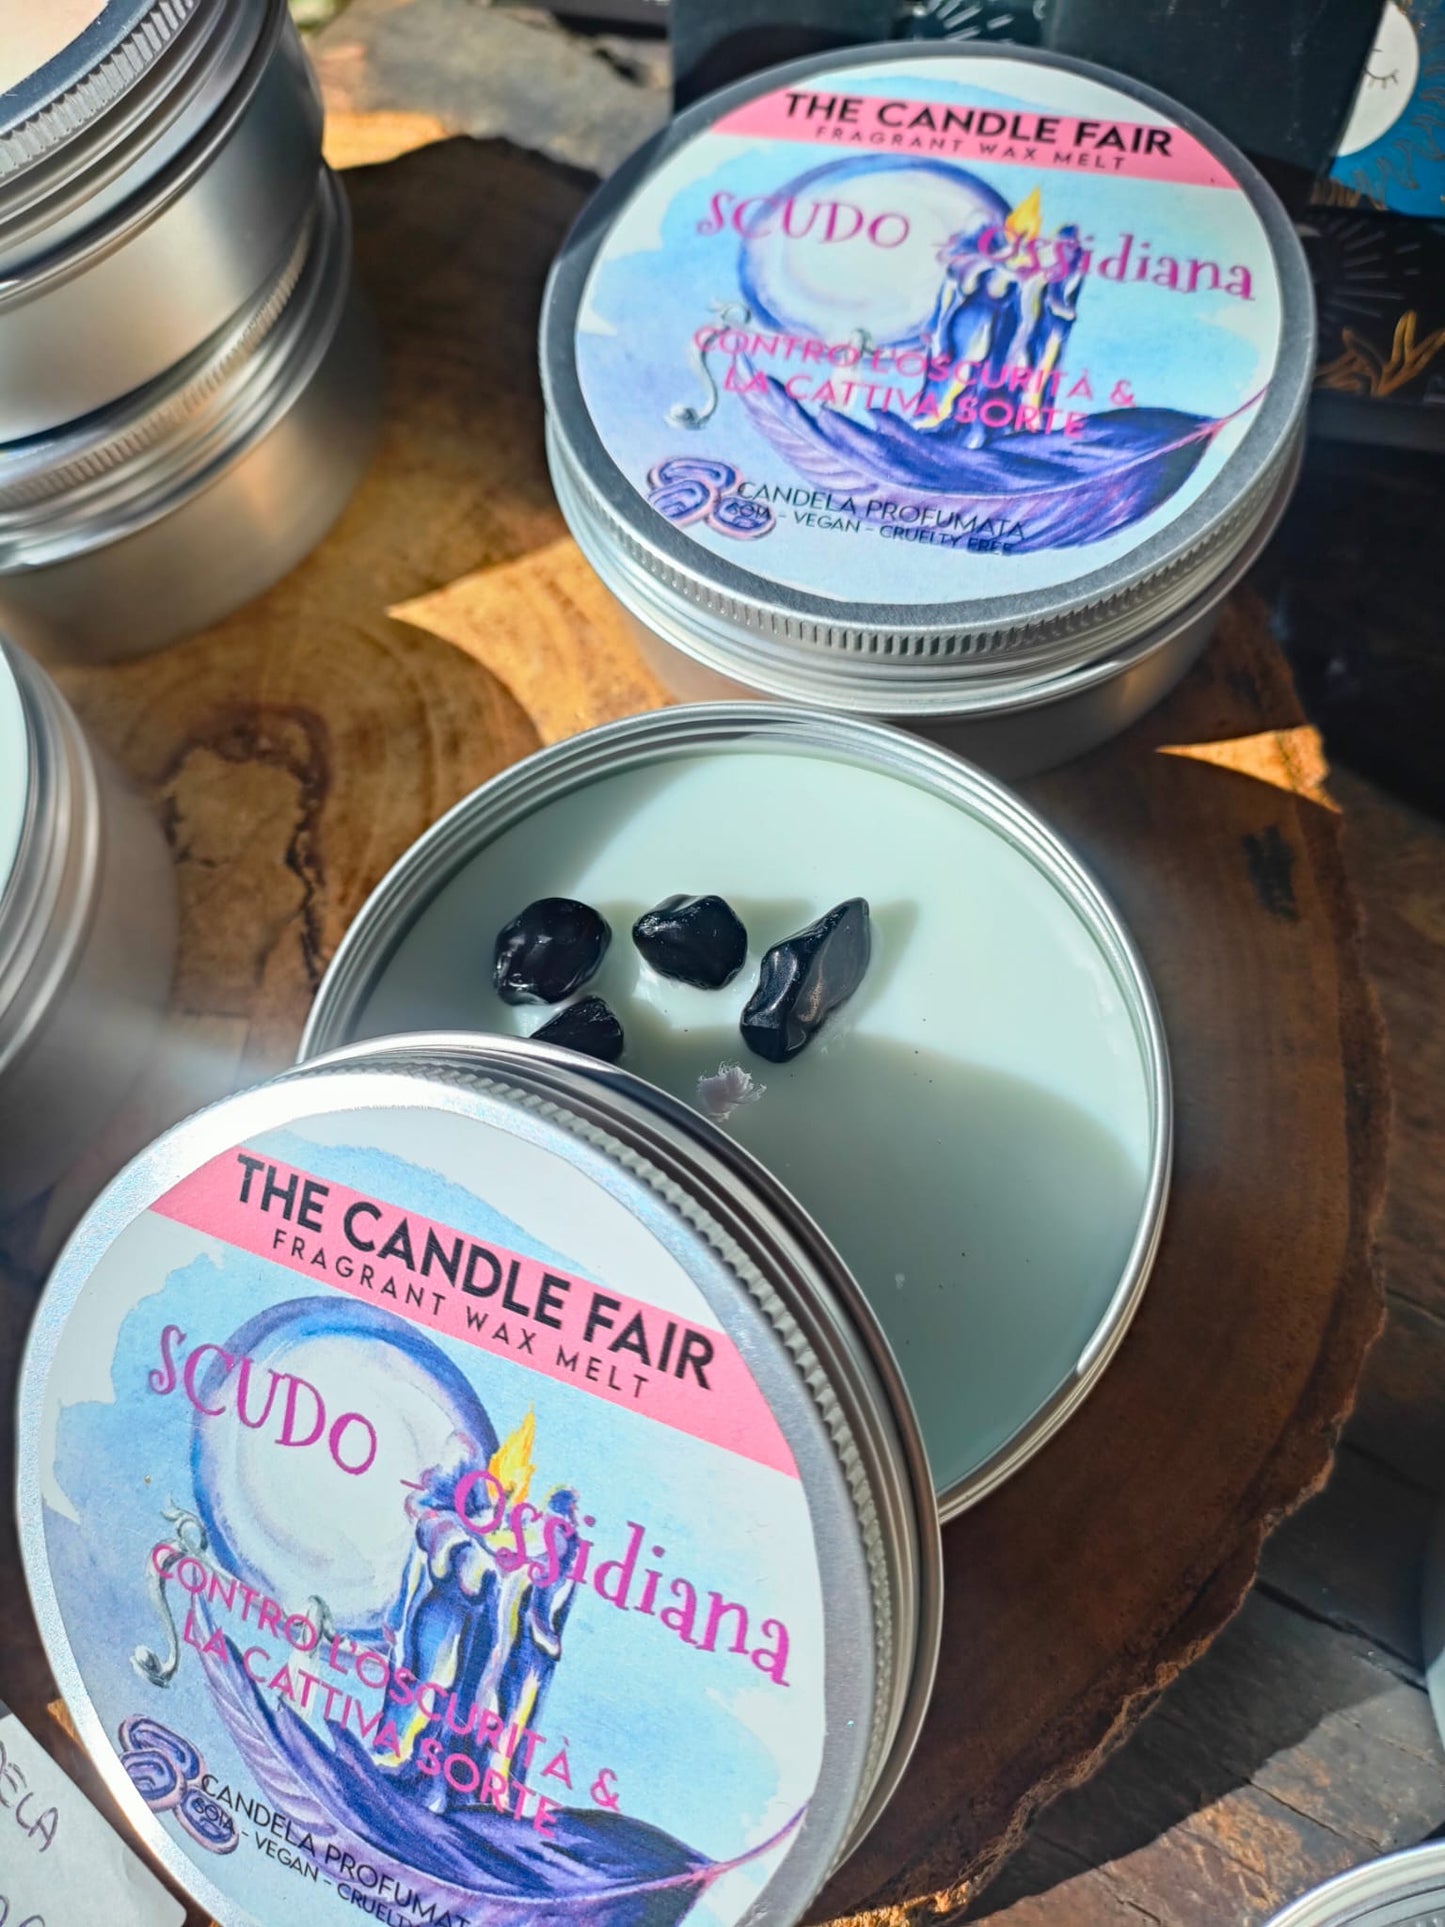 THE CANDLE FAIR
FRAGRANT WAX MELT
SCUDO - Ossidiana
CONTRO L'OSCURITÀ &
LA CATTIVA SORTE
CANDELA PROFUMATA
SOIA - VEGAN - CRUELTY FREE
THE CANDLE FAIR
FRAGRANT WAX MELT
SCUDO - Ossidiana
CONTRO L'OSCURITÀ &
LA CATTIVA SORTE
CANDELA PROFUMAT
SOIA - VEGAN - CRUELT